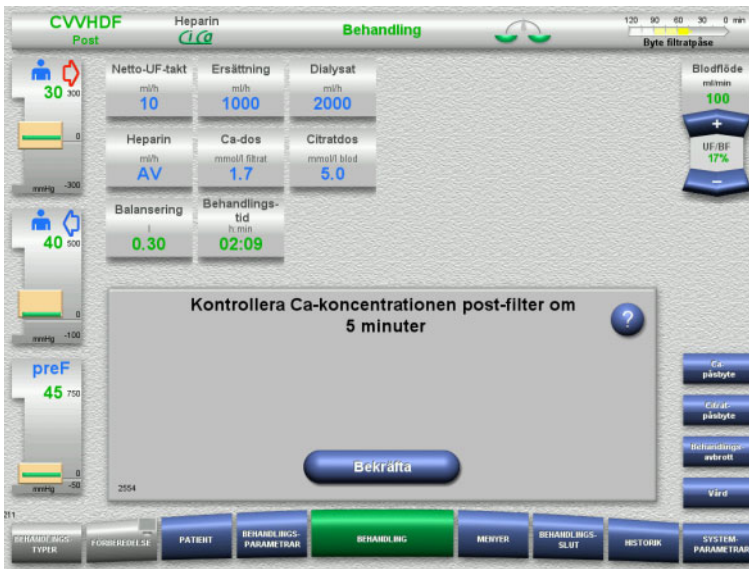 CVVHDF
Post
Heparin
CiCa
Behandling
120 90 60 30 0 min
Byte filtratpåse
30
300
0
mmHg -300
40
500
0
mmHg -100
preF
45
750
0
mmHg -50
Netto-UF-takt
ml/h
10
Ersättning
ml/h
1000
Dialysat
ml/h
2000
Heparin
ml/h
AV
Ca-dos
mmol/l filtrat
1.7
Citratdos
mmol/l blod
5.0
Balansering
l
0.30
Behandlings-
tid
h:min
02:09
Blodflöde
ml/min
100
+
UF/BF
17%
–
Kontrollera Ca-koncentrationen post-filter om
5 minuter
?
Bekräfta
2554
Ca-
påsbyte
Citrat-
påsbyte
Behandlings-
avbrott
Vård
211
BEHANDLINGS-
TYPER
FÖRBEREDELSE
PATIENT
BEHANDLINGS-
PARAMETRAR
BEHANDLING
MENYER
BEHANDLINGS-
SLUT
HISTORIK
SYSTEM-
PARAMETRAR